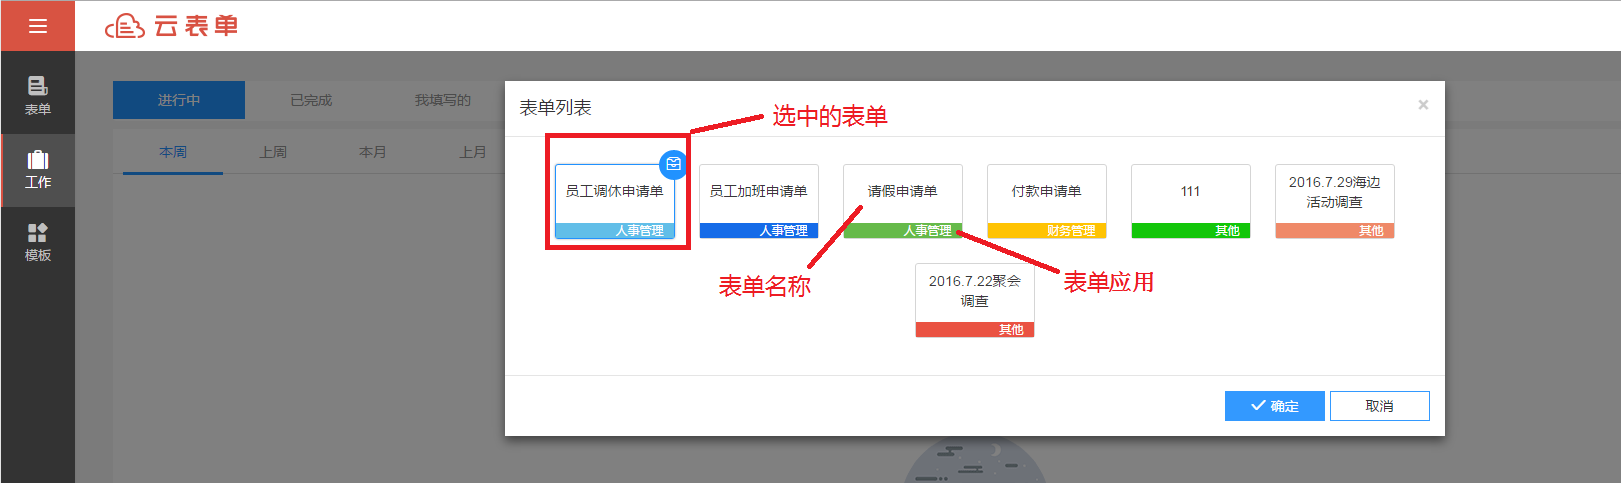 云表单
表单
工作
模板
进行中
已完成
我填写的
本周
上周
本月
上月
表单列表
×
选中的表单
员工调休申请单
人事管理
员工加班申请单
人事管理
请假申请单
人事管理
付款申请单
财务管理
111
其他
2016.7.29海边
活动调查
其他
表单名称
表单应用
2016.7.22聚会
调查
其他
确定
取消